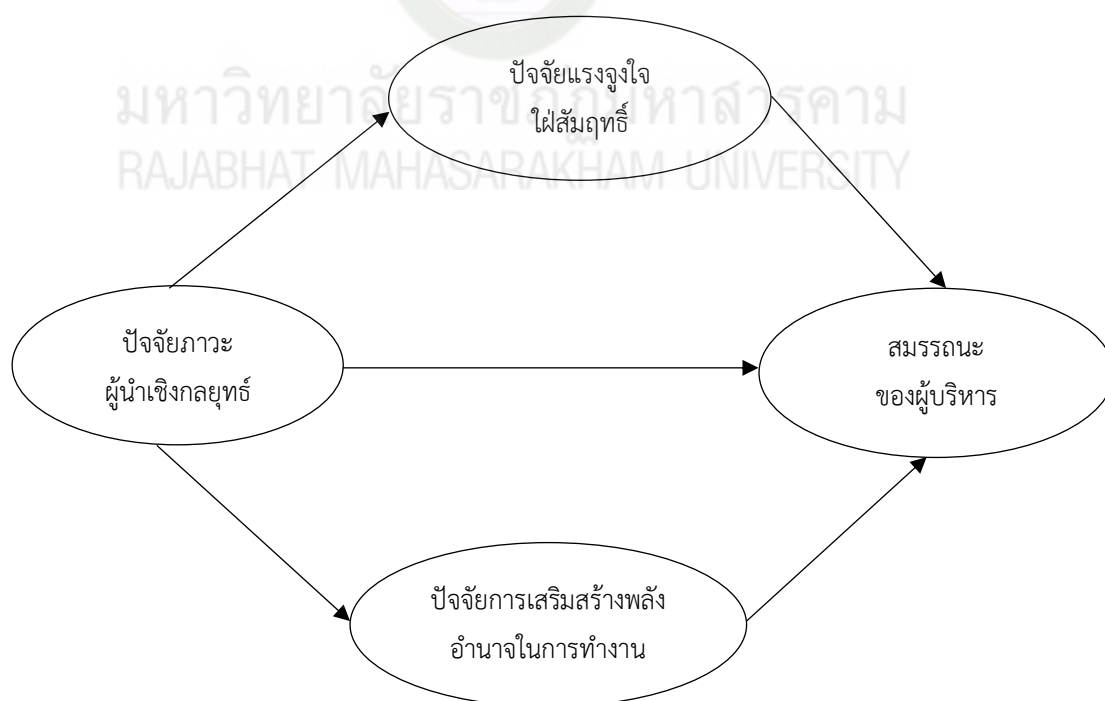 ปัจจัยแรงจูงใจ
ใฝ่สัมฤทธิ์
มหาวิทยาลัยราชภัฏมหาสารคาม
RAJABHAT MAHASARAKHAM UNIVERSITY
ปัจจัยภาวะ
ผู้นำเชิงกลยุทธ์
สมรรถนะ
ของผู้บริหาร
ปัจจัยการเสริมสร้างพลัง
อำนาจในการทำงาน